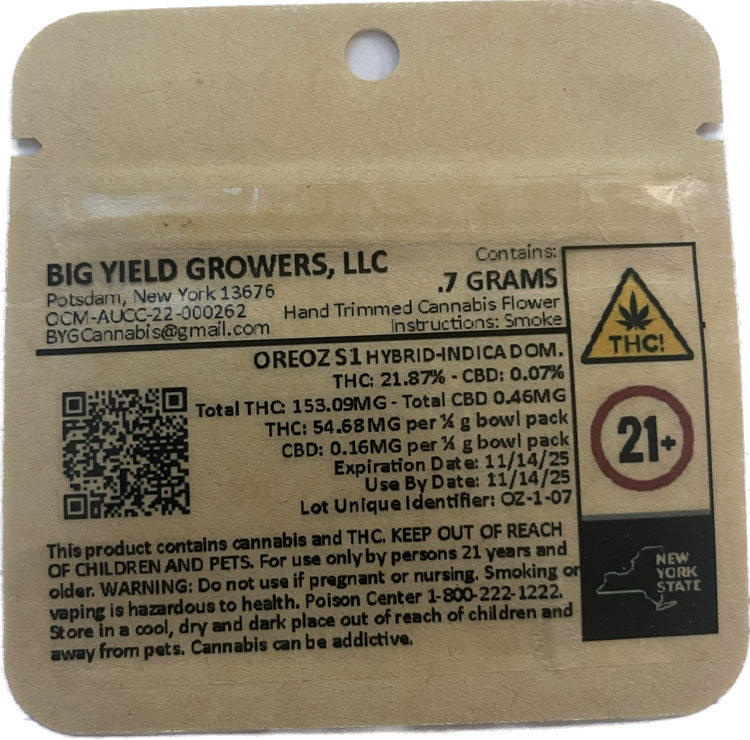 BIG YIELD GROWERS, LLC
Potsdam, New York 13676
OCM-AUCC-22-000262
BYGCannabis@gmail.com
Contains:
.7 GRAMS
Hand Trimmed Cannabis Flower
Instructions: Smoke
OREOZ S1 HYBRID-INDICA DOM.
THC: 21.87% - CBD: 0.07%
Total THC: 153.09MG - Total CBD 0.46MG
THC: 54.68MG per ¼ g bowl pack
CBD: 0.16MG per ¼ g bowl pack
Expiration Date: 11/14/25
Use By Date: 11/14/25
Lot Unique Identifier: OZ-1-07
This product contains cannabis and THC. KEEP OUT OF REACH
OF CHILDREN AND PETS. For use only by persons 21 years and
older. WARNING: Do not use if pregnant or nursing. Smoking or
vaping is hazardous to health. Poison Center 1-800-222-1222.
Store in a cool, dry and dark place out of reach of children and
away from pets. Cannabis can be addictive.
THC!
21+
NEW
YORK
STATE